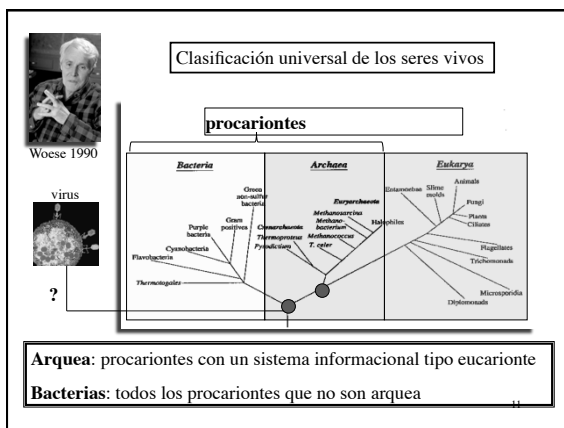 Clasificación universal de los seres vivos
procariontes
Woese 1990
virus
?
Bacteria
Green
non-sulfur
bacteria
Gram
positives
Purple
bacteria
Cyanobacteria
Flavobacteria
Thermotogales
Archaea
Euryarchaeota
Methanosarcina
Methano-
bacterium
Halophiles
Crenarchaeota
Methanococcus
Thermoproteus
T. celer
Pyrodictium
Eukarya
Animals
Entamoebae
Slime
molds
Fungi
Plants
Ciliates
Flagellates
Trichomonads
Microsporidia
Diplomonads
Arquea: procariontes con un sistema informacional tipo eucarionte
Bacterias: todos los procariontes que no son arquea
11